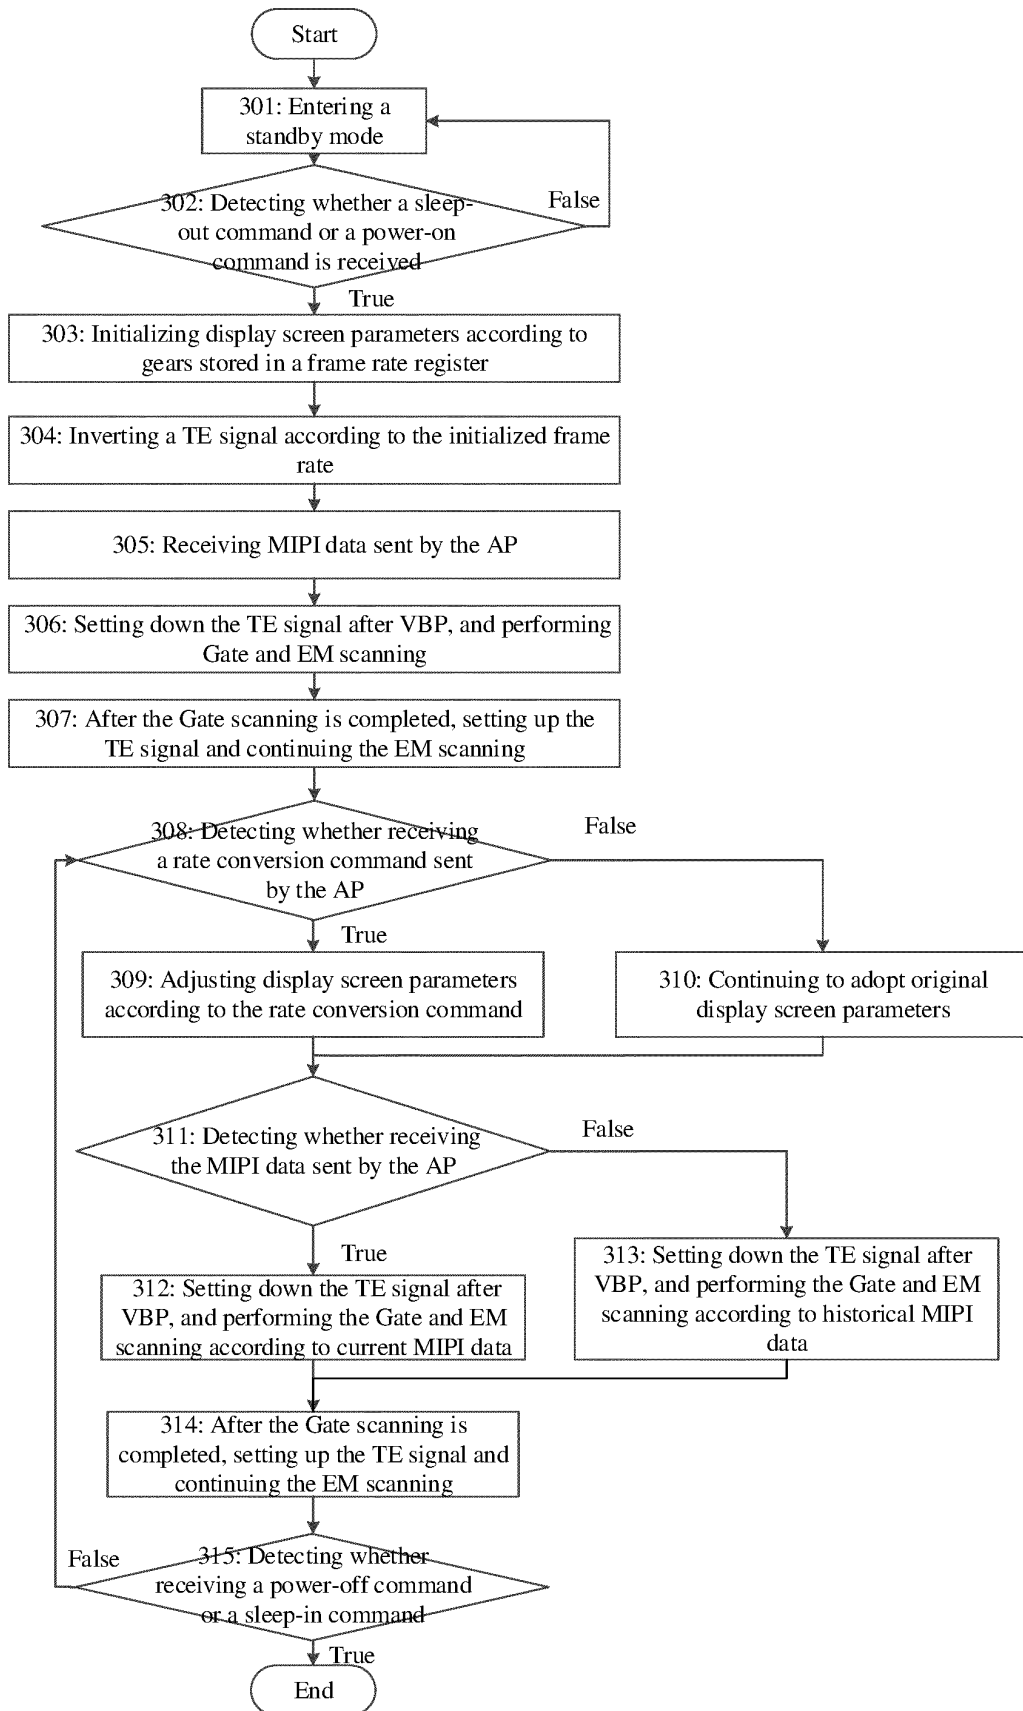 Start
301: Entering a
standby mode
302: Detecting whether a sleep-
out command or a power-on
command is received
False
True
303: Initializing display screen parameters according to
gears stored in a frame rate register
304: Inverting a TE signal according to the initialized frame
rate
305: Receiving MIPI data sent by the AP
306: Setting down the TE signal after VBP, and performing
Gate and EM scanning
307: After the Gate scanning is completed, setting up the
TE signal and continuing the EM scanning
308: Detecting whether receiving
a rate conversion command sent
by the AP
False
True
309: Adjusting display screen parameters
according to the rate conversion command
310: Continuing to adopt original
display screen parameters
311: Detecting whether receiving
the MIPI data sent by the AP
False
True
312: Setting down the TE signal after
VBP, and performing the Gate and EM
scanning according to current MIPI data
313: Setting down the TE signal after
VBP, and performing the Gate and EM
scanning according to historical MIPI
data
314: After the Gate scanning is
completed, setting up the TE signal and
continuing the EM scanning
False
315: Detecting whether
receiving a power-off command
or a sleep-in command
True
End